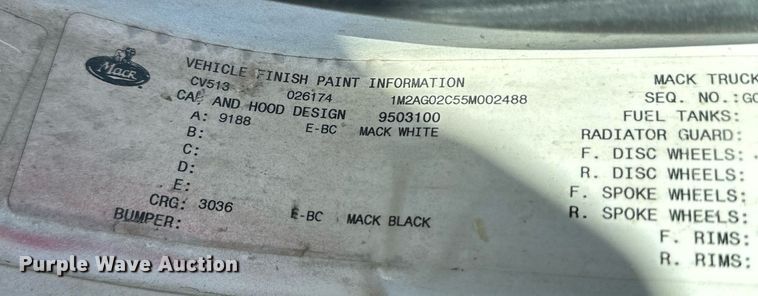 Mack
VEHICLE FINISH PAINT INFORMATION
CV513 026174 1M2AG02C55M002488
CAB AND HOOD DESIGN 9503100
A: 9188 E-BC MACK WHITE
B:
C:
D:
E:
CRG: 3036 E-BC MACK BLACK
BUMPER:
MACK TRUCK
SEQ. NO.:GC
FUEL TANKS:
RADIATOR GUARD:
F. DISC WHEELS:
R. DISC WHEELS:
F. SPOKE WHEELS:
R. SPOKE WHEELS:
F. RIMS:
R. RIMS:
Purple Wave Auction